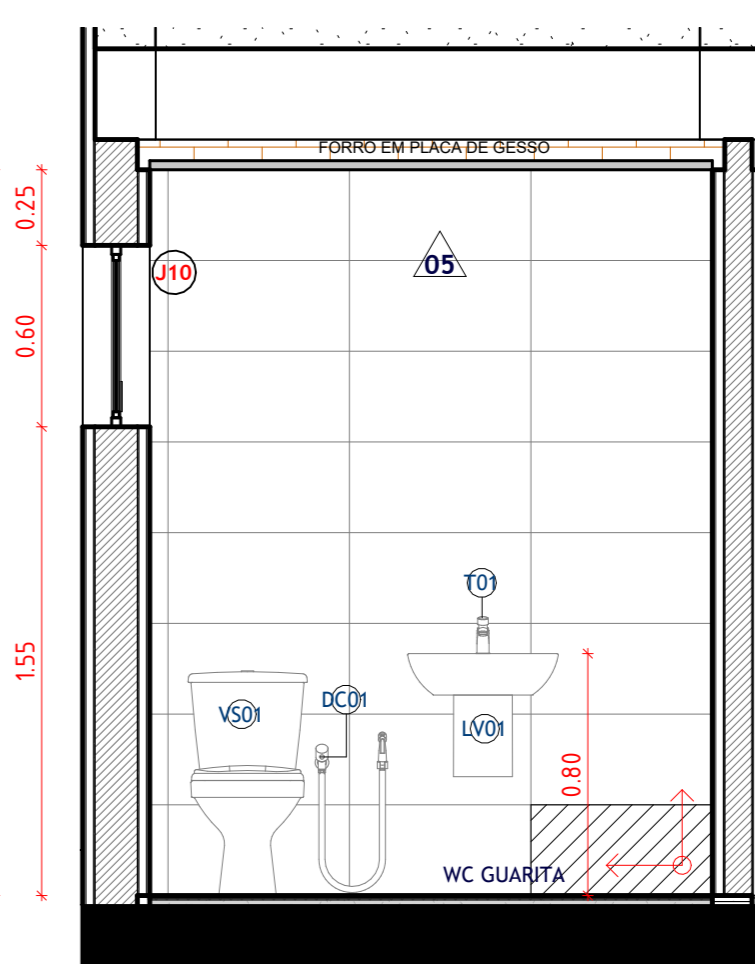 FORRO EM PLACA DE GESSO
0.25
J10
05
0.60
T01
1.55
DC01
VS01
LV01
0.80
WC GUARITA